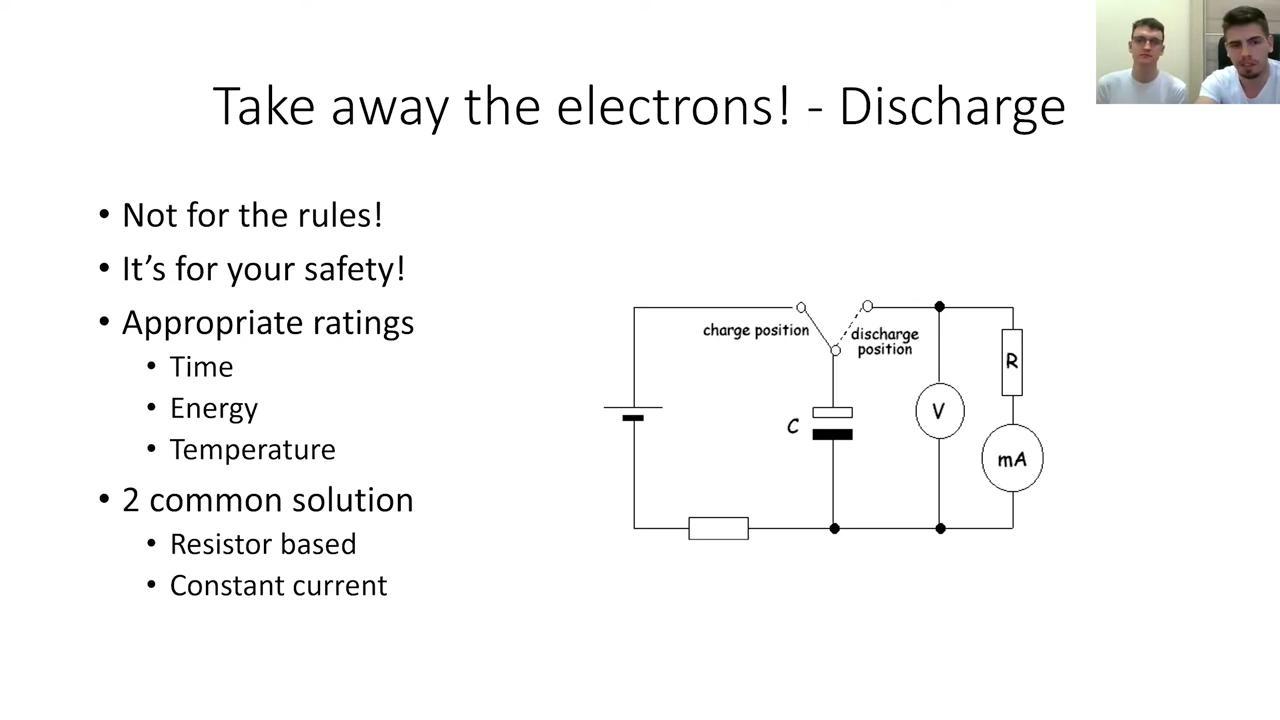 Take away the electrons! - Discharge
• Not for the rules!
• It's for your safety!
• Appropriate ratings
• Time
• Energy
• Temperature
• 2 common solution
• Resistor based
• Constant current
charge position
discharge
position
R
C
V
mA